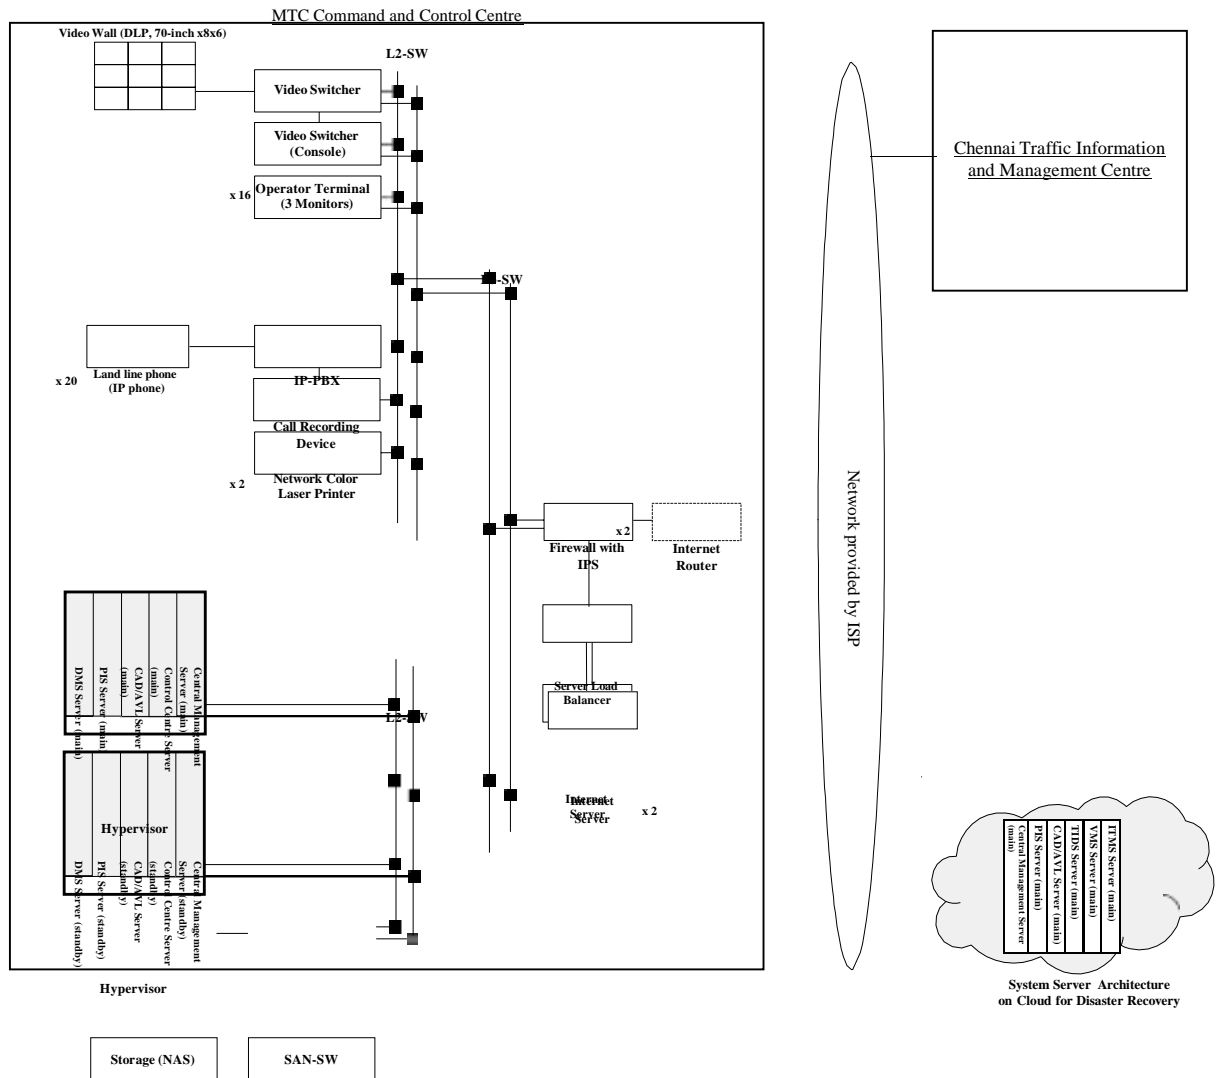 MTC Command and Control Centre
Video Wall (DLP, 70-inch x8x6)
L2-SW
Video Switcher
Video Switcher
(Console)
x 16
Operator Terminal
(3 Monitors)
-SW
Chennai Traffic Information
and Management Centre
Land line phone
(IP phone)
x 20
IP-PBX
Call Recording
Device
x 2
Network Color
Laser Printer
x 2
Firewall with
IPS
Internet
Router
Network provided by ISP
Server Load
Balancer
L2-SW
DMS Server (main)
PIS Server (main)
CAD/AVL Server
(main)
Control Centre Server
(main)
Central Management
Server (main)
Hypervisor
Internet
Server
Internet
Server
x 2
DMS Server (standby)
PIS Server (standby)
CAD/AVL Server
(standby)
Control Centre Server
(standby)
Central Management
Server (standby)
Hypervisor
Central Management Server
(main)
PIS Server (main)
CAD/AVL Server (main)
TIDS Server (main)
VMS Server (main)
ITMS Server (main)
System Server Architecture
on Cloud for Disaster Recovery
Storage (NAS)
SAN-SW